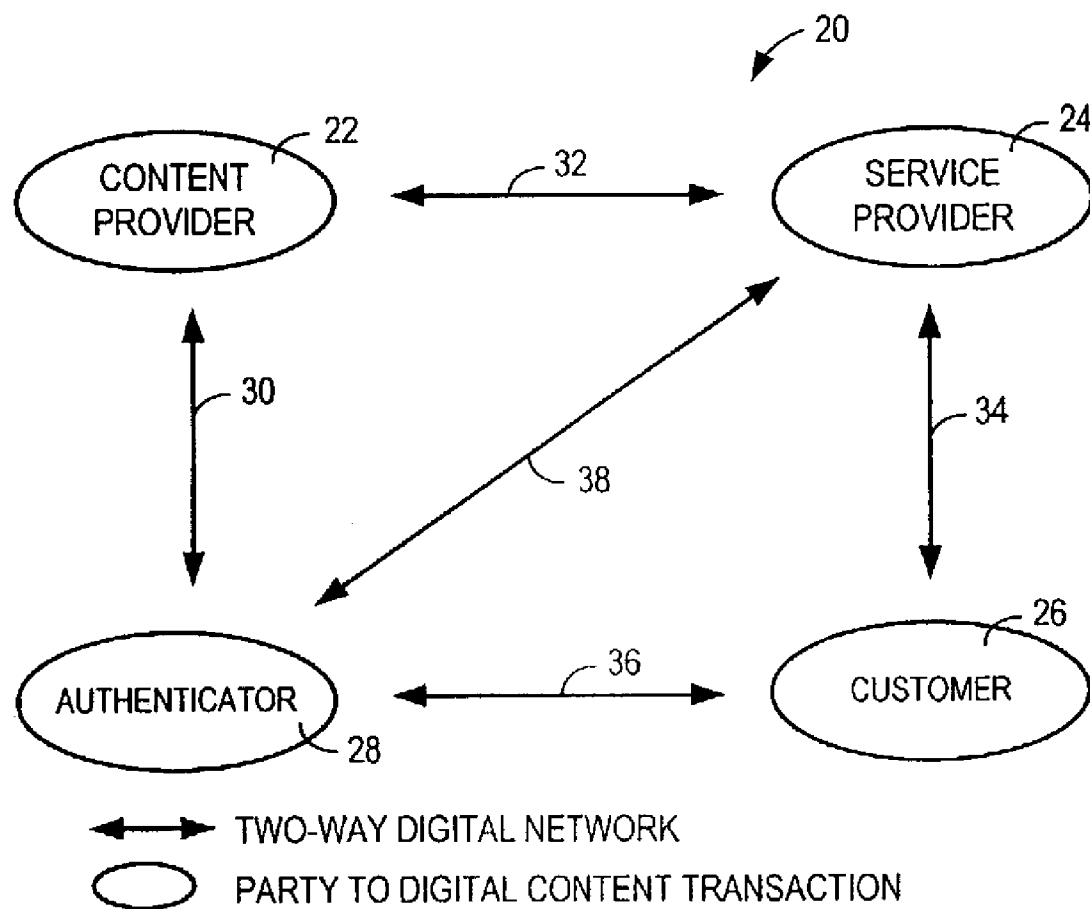 20
22
24
CONTENT
PROVIDER
32
SERVICE
PROVIDER
30
34
38
26
36
AUTHENTICATOR
CUSTOMER
28
TWO-WAY DIGITAL NETWORK
PARTY TO DIGITAL CONTENT TRANSACTION